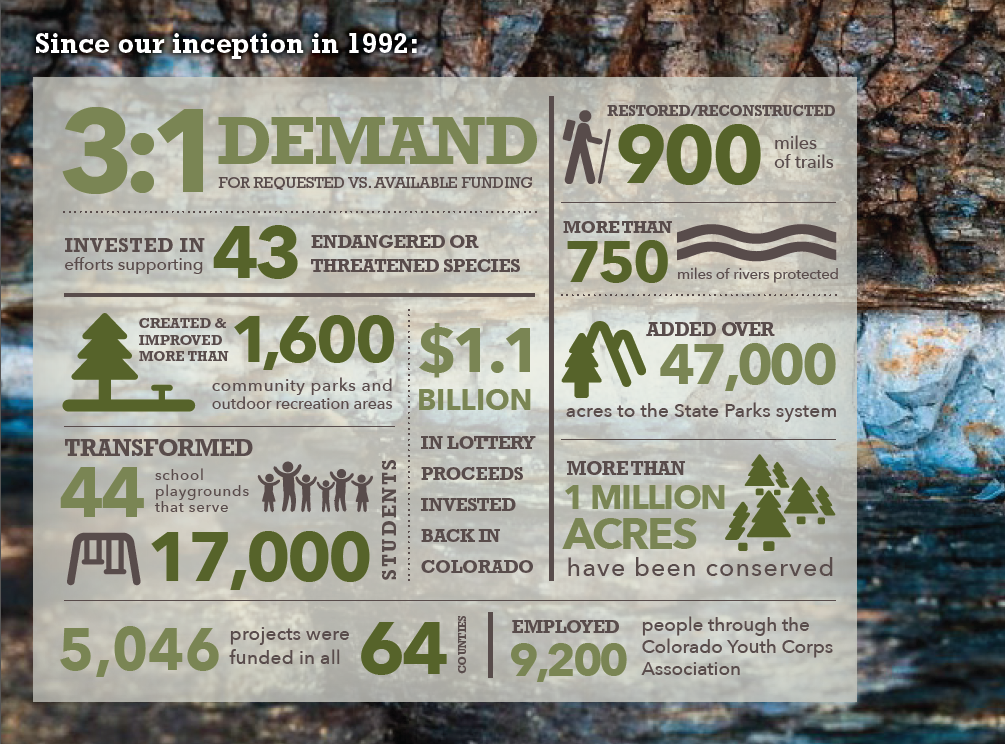 Since our inception in 1992:
3:1 DEMAND
FOR REQUESTED VS. AVAILABLE FUNDING
INVESTED IN
efforts supporting
43
ENDANGERED OR
THREATENED SPECIES
CREATED &
IMPROVED
MORE THAN
1,600
community parks and
outdoor recreation areas
TRANSFORMED
44
school
playgrounds
that serve
17,000
STUDENTS
$1.1
BILLION
IN LOTTERY
PROCEEDS
INVESTED
BACK IN
COLORADO
RESTORED/RECONSTRUCTED
900
miles
of trails
MORE THAN
750
miles of rivers protected
ADDED OVER
47,000
acres to the State Parks system
MORE THAN
1 MILLION
ACRES
have been conserved
5,046
projects were
funded in all
64
COUNTIES
EMPLOYED
9,200
people through the
Colorado Youth Corps
Association